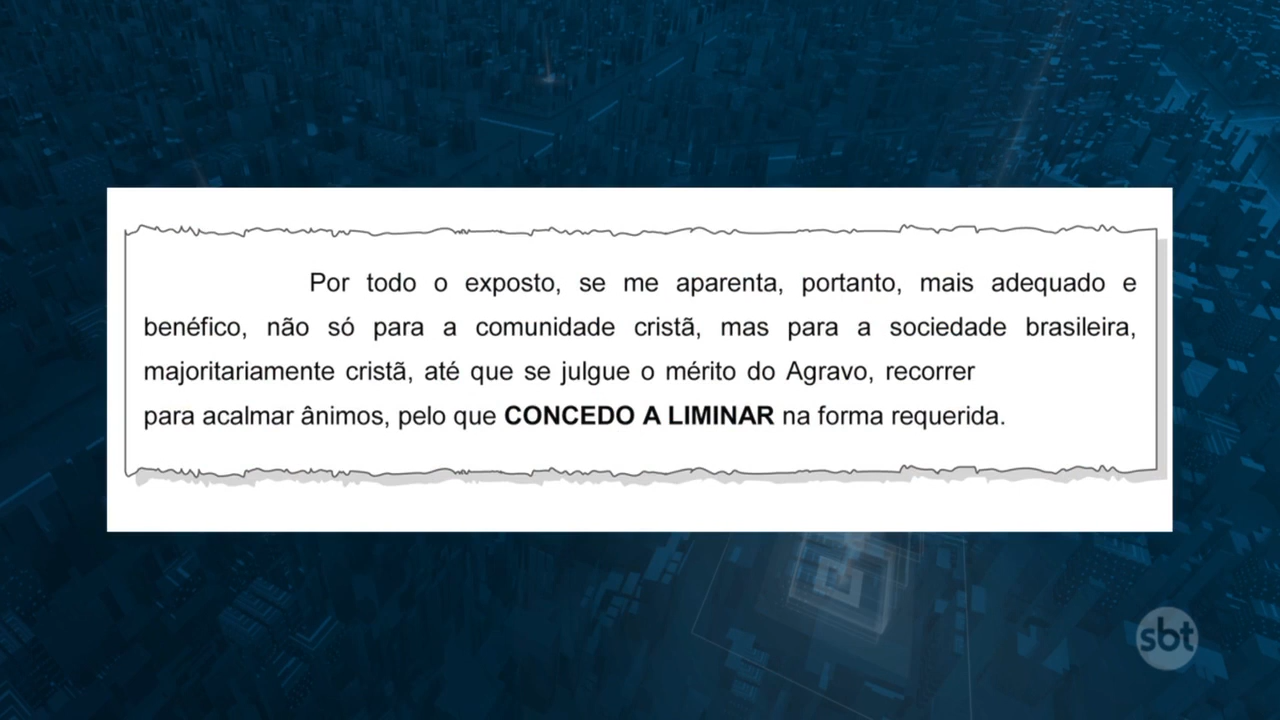 Por todo o exposto, se me aparenta, portanto, mais adequado e
benéfico, não só para a comunidade cristã, mas para a sociedade brasileira,
majoritariamente cristã, até que se julgue o mérito do Agravo, recorrer
para acalmar ânimos, pelo que CONCEDO A LIMINAR na forma requerida.
sbt